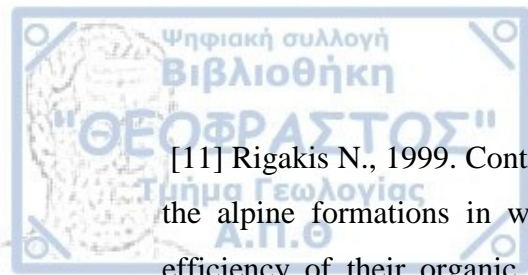 Ψηφιακή συλλογή
Βιβλιοθήκη
"ΘΕΟΦΡΑΣΤΟΣ"
[11] Rigakis N., 1999. Cont
Τμήμα Γεωλογίας
the alpine formations in w
Α.Π.Θ
efficiency of their organic